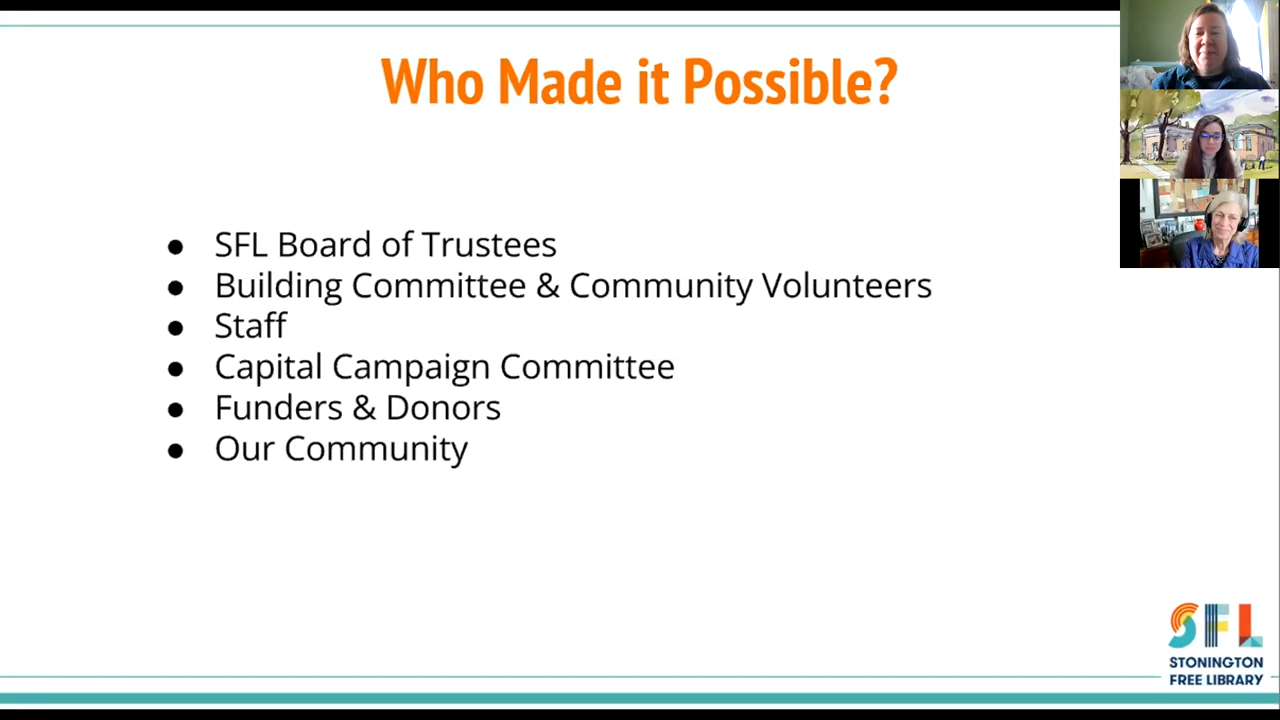 Who Made it Possible?
● SFL Board of Trustees
● Building Committee & Community Volunteers
● Staff
● Capital Campaign Committee
● Funders & Donors
● Our Community
SFL
STONINGTON
FREE LIBRARY